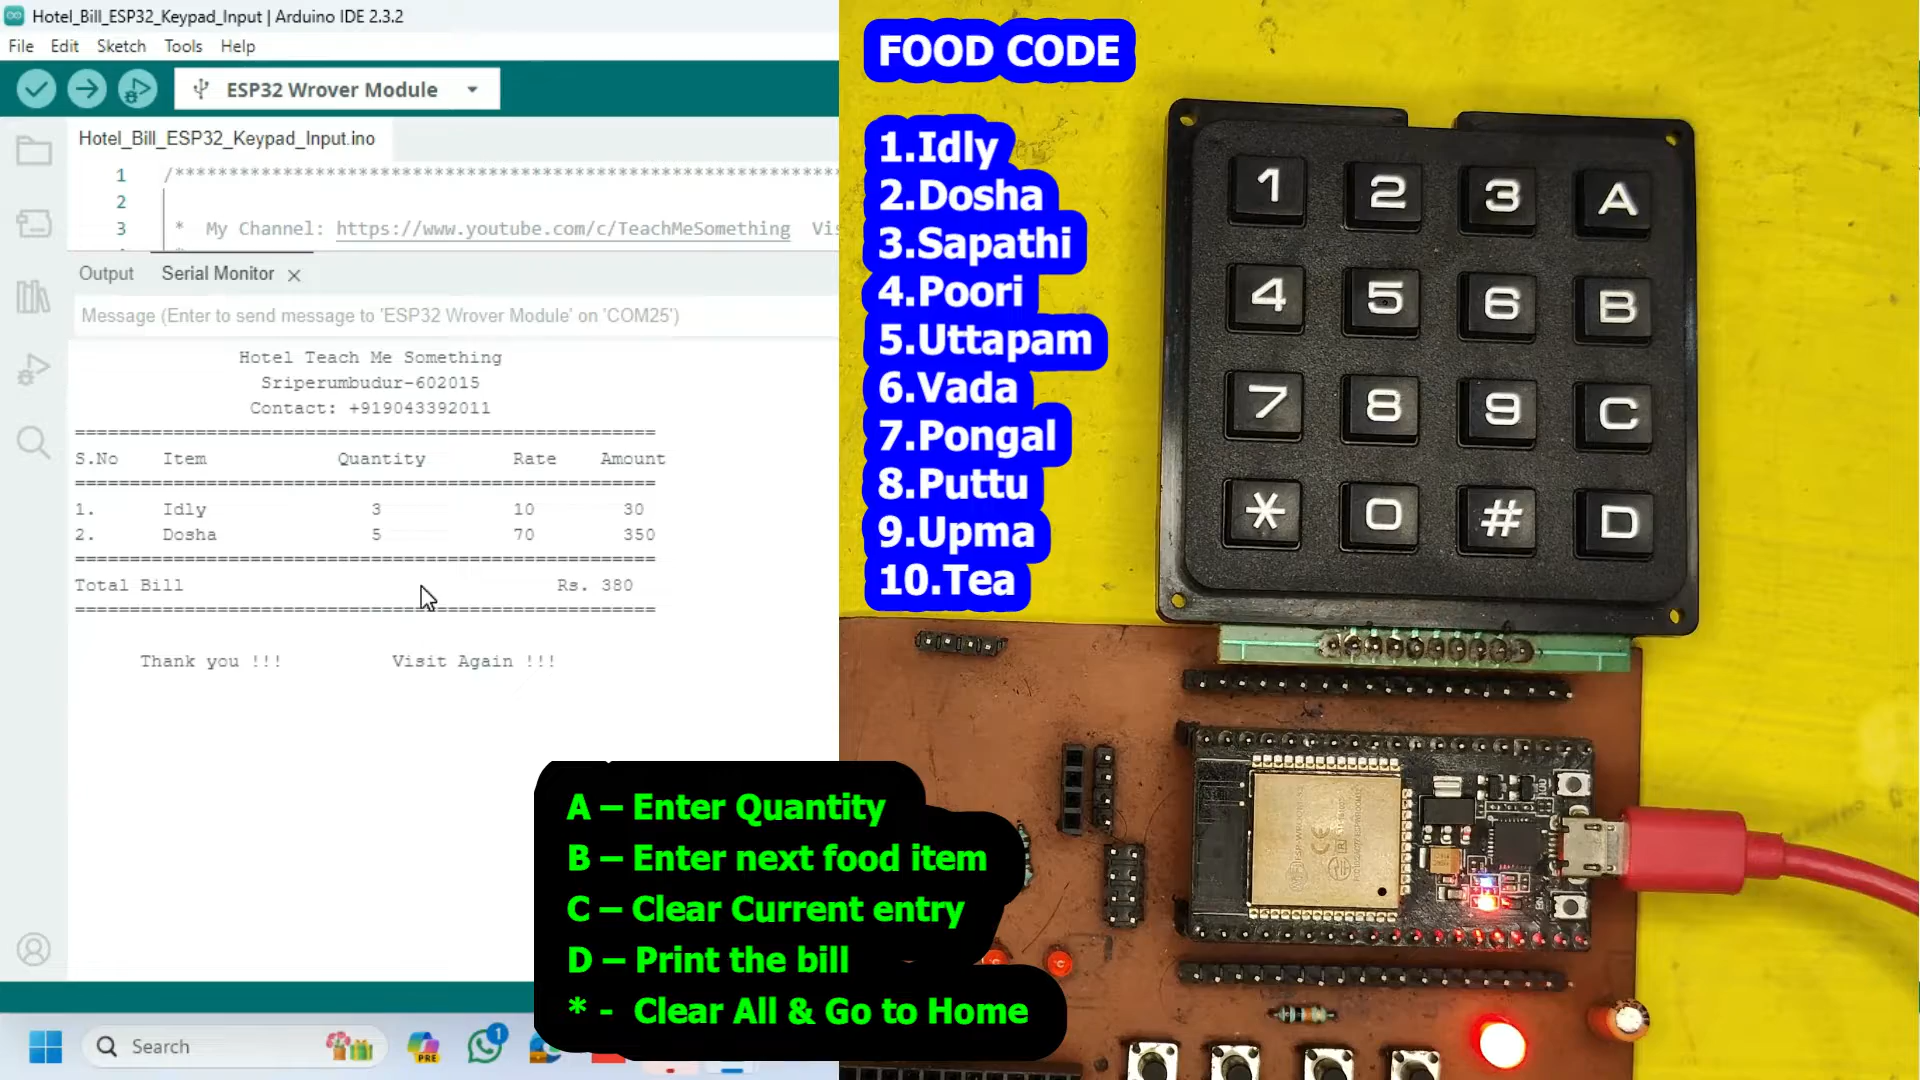 Hotel_Bill_ESP32_Keypad_Input | Arduino IDE 2.3.2
File Edit Sketch Tools Help
ESP32 Wrover Module
Hotel_Bill_ESP32_Keypad_Input.ino
1 /**************************************************************
2
3 * My Channel: https://www.youtube.com/c/TeachMeSomething Vis
Output Serial Monitor
Message (Enter to send message to 'ESP32 Wrover Module' on 'COM25')
Hotel Teach Me Something
Sriperumbudur-602015
Contact: +919043392011
=====================================================
S.No Item Quantity Rate Amount
=====================================================
1. Idly 3 10 30
2. Dosha 5 70 350
=====================================================
Total Bill Rs. 380
=====================================================
Thank you !!! Visit Again !!!
FOOD CODE
1.Idly
2.Dosha
3.Sapathi
4.Poori
5.Uttapam
6.Vada
7.Pongal
8.Puttu
9.Upma
10.Tea
1 2 3 A
4 5 6 B
7 8 9 C
* 0 # D
A – Enter Quantity
B – Enter next food item
C – Clear Current entry
D – Print the bill
* - Clear All & Go to Home
Search
PRE
1